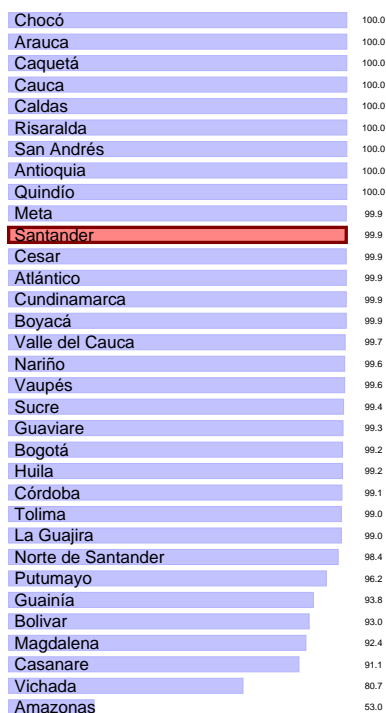 Chocó 100.0
Arauca 100.0
Caquetá 100.0
Cauca 100.0
Caldas 100.0
Risaralda 100.0
San Andrés 100.0
Antioquia 100.0
Quindío 100.0
Meta 99.9
Santander 99.9
Cesar 99.9
Atlántico 99.9
Cundinamarca 99.9
Boyacá 99.9
Valle del Cauca 99.7
Nariño 99.6
Vaupés 99.6
Sucre 99.4
Guaviare 99.3
Bogotá 99.2
Huila 99.2
Córdoba 99.1
Tolima 99.0
La Guajira 99.0
Norte de Santander 98.4
Putumayo 96.2
Guainía 93.8
Bolivar 93.0
Magdalena 92.4
Casanare 91.1
Vichada 80.7
Amazonas 53.0